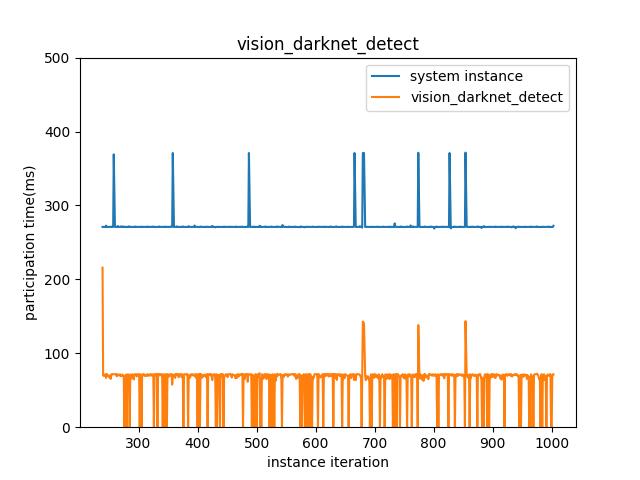 vision_darknet_detect
system instance
vision_darknet_detect
participation time(ms)
500
400
300
200
100
0
300
400
500
600
700
800
900
1000
instance iteration